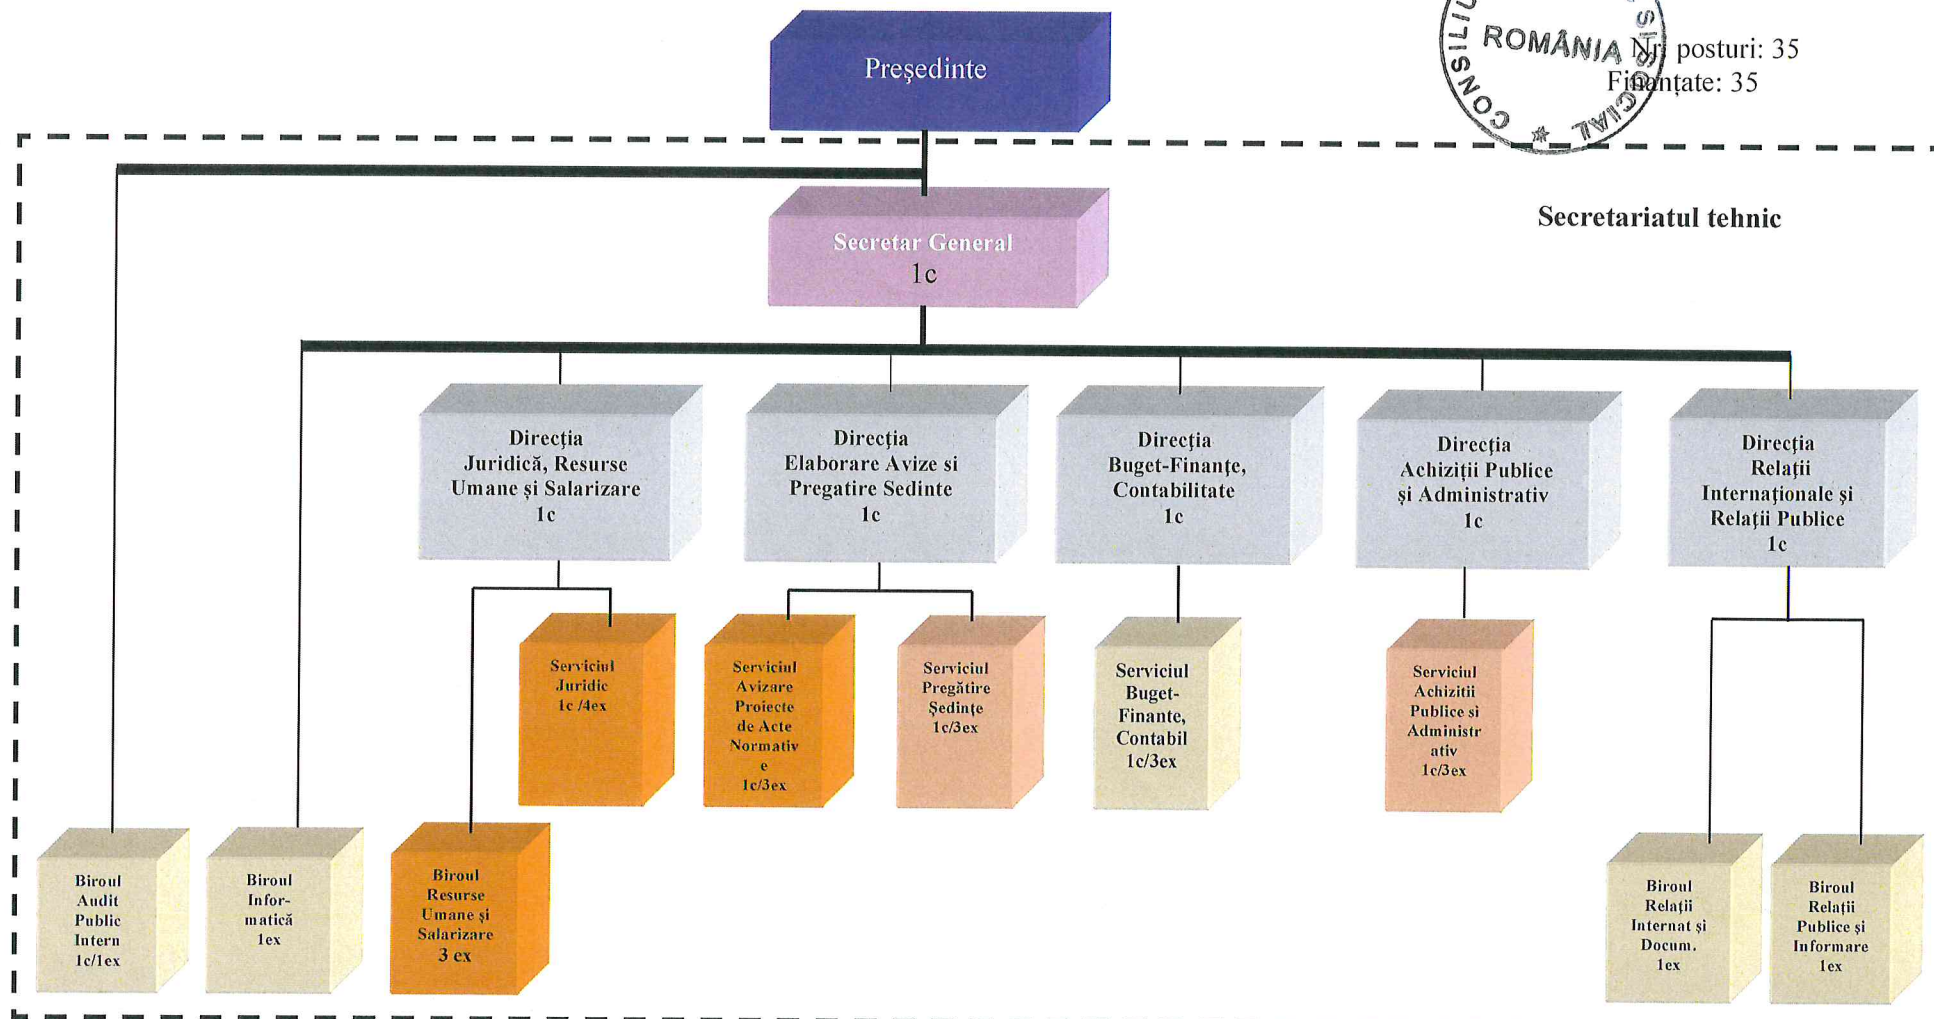 Președinte
ROMÂNIA
CONSILIU
SI SOCIAL
Nr. posturi: 35
Finanțate: 35
Secretariatul tehnic
Secretar General
1c
Direcția
Juridică, Resurse
Umane și Salarizare
1c
Direcția
Elaborare Avize si
Pregatire Sedinte
1c
Direcția
Buget-Finanțe,
Contabilitate
1c
Direcția
Achiziții Publice
și Administrativ
1c
Direcția
Relații
Internaționale și
Relații Publice
1c
Serviciul
Juridic
1c /4ex
Serviciul
Avizare
Proiecte
de Acte
Normativ
e
1c/3ex
Serviciul
Pregătire
Ședințe
1c/3ex
Serviciul
Buget-
Finante,
Contabil
1c/3ex
Serviciul
Achizitii
Publice si
Administr
ativ
1c/3ex
Biroul
Audit
Public
Intern
1c/1ex
Biroul
Infor-
matică
1ex
Biroul
Resurse
Umane și
Salarizare
3 ex
Biroul
Relații
Internat și
Docum.
1ex
Biroul
Relații
Publice și
Informare
1ex